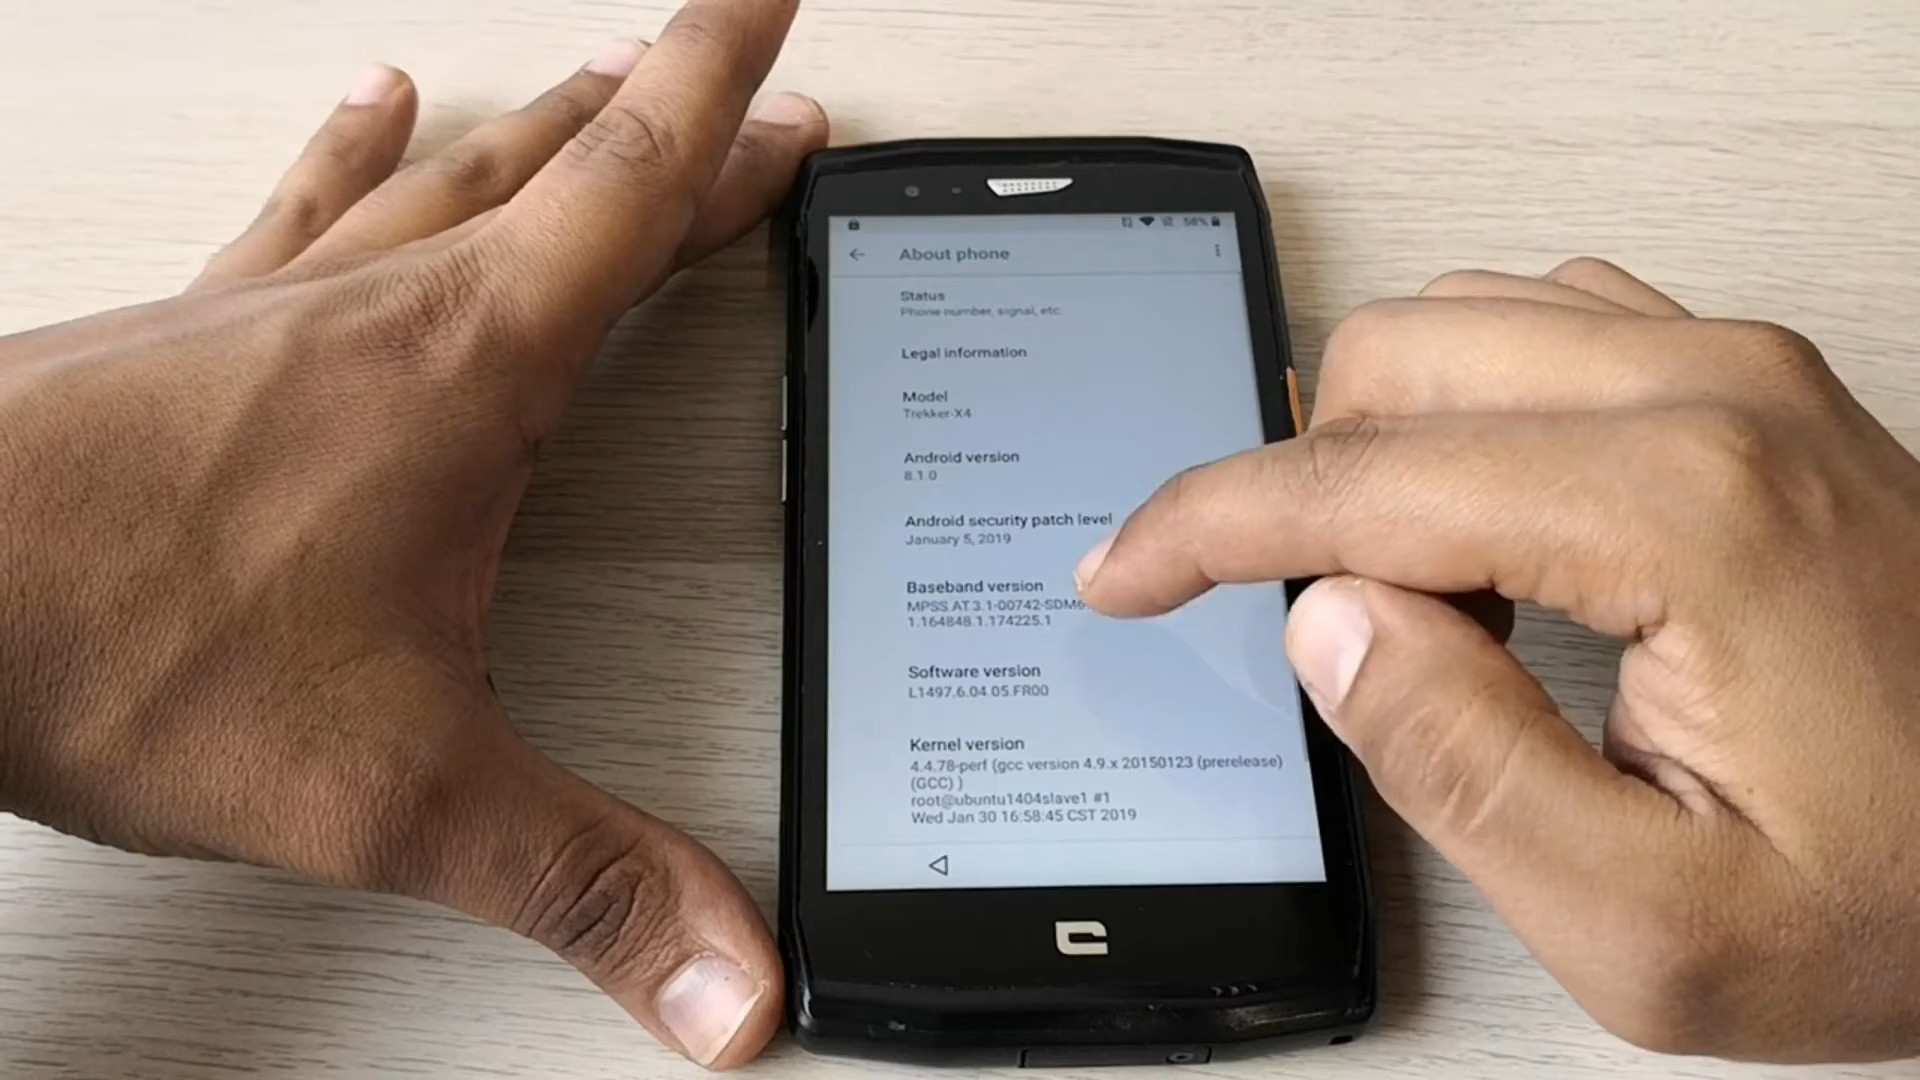 58%
About phone
Status
Phone number, signal, etc.
Legal information
Model
Trekker-X4
Android version
8.1.0
Android security patch level
January 5, 2019
Baseband version
MPSS.AT.3.1-00742-SDM6
1.164848.1.174225.1
Software version
L1497.6.04.05.FR00
Kernel version
4.4.78-perf (gcc version 4.9.x 20150123 (prerelease)
(GCC) )
root@ubuntu1404slave1 #1
Wed Jan 30 16:58:45 CST 2019